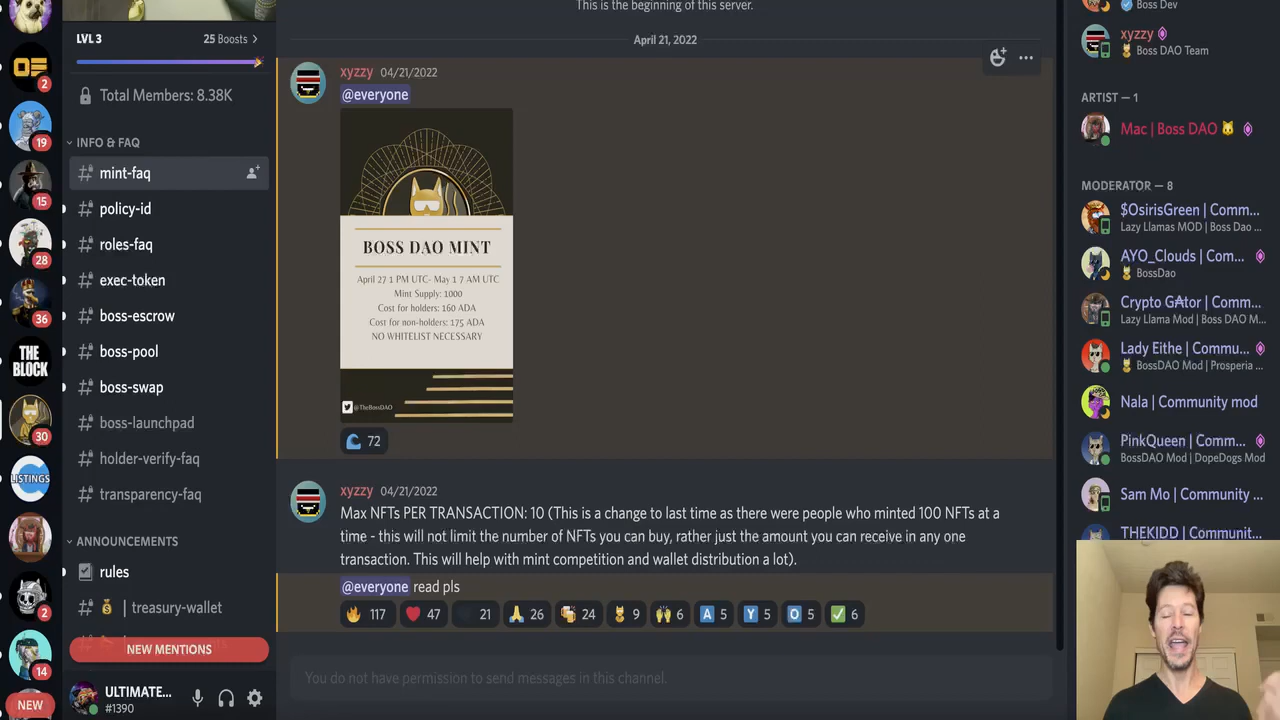 This is the beginning of this server.
LVL 3
25 Boosts
Total Members: 8.38K
INFO & FAQ
mint-faq
policy-id
roles-faq
exec-token
boss-escrow
boss-pool
boss-swap
boss-launchpad
holder-verify-faq
transparency-faq
ANNOUNCEMENTS
rules
| treasury-wallet
NEW MENTIONS
ULTIMATE...
#1390
2
19
15
28
36
THE
BLOCK
30
LISTINGS
2
14
NEW
April 21, 2022
xyzzy 04/21/2022
@everyone
BOSS DAO MINT
April 27 1 PM UTC- May 1 7 AM UTC
Mint Supply: 1000
Cost for holders: 160 ADA
Cost for non-holders: 175 ADA
NO WHITELIST NECESSARY
@TheBossDAO
72
xyzzy 04/21/2022
Max NFTs PER TRANSACTION: 10 (This is a change to last time as there were people who minted 100 NFTs at a
time - this will not limit the number of NFTs you can buy, rather just the amount you can receive in any one
transaction. This will help with mint competition and wallet distribution a lot).
@everyone read pls
117 47 21 26 24 9 6 A 5 Y 5 O 5 6
You do not have permission to send messages in this channel.
Boss Dev
xyzzy
Boss DAO Team
ARTIST — 1
Mac | Boss DAO
MODERATOR — 8
$OsirisGreen | Comm...
Lazy Llamas MOD | Boss Dao ...
AYO_Clouds | Com...
BossDao
Crypto G₳tor | Comm...
Lazy Llama Mod | Boss DAO M...
Lady Eithe | Commu...
BossDAO Mod | Prosperia ...
Nala | Community mod
PinkQueen | Comm...
BossDAO Mod | DopeDogs Mod
Sam Mo | Community ...
THEKIDD | Communit...